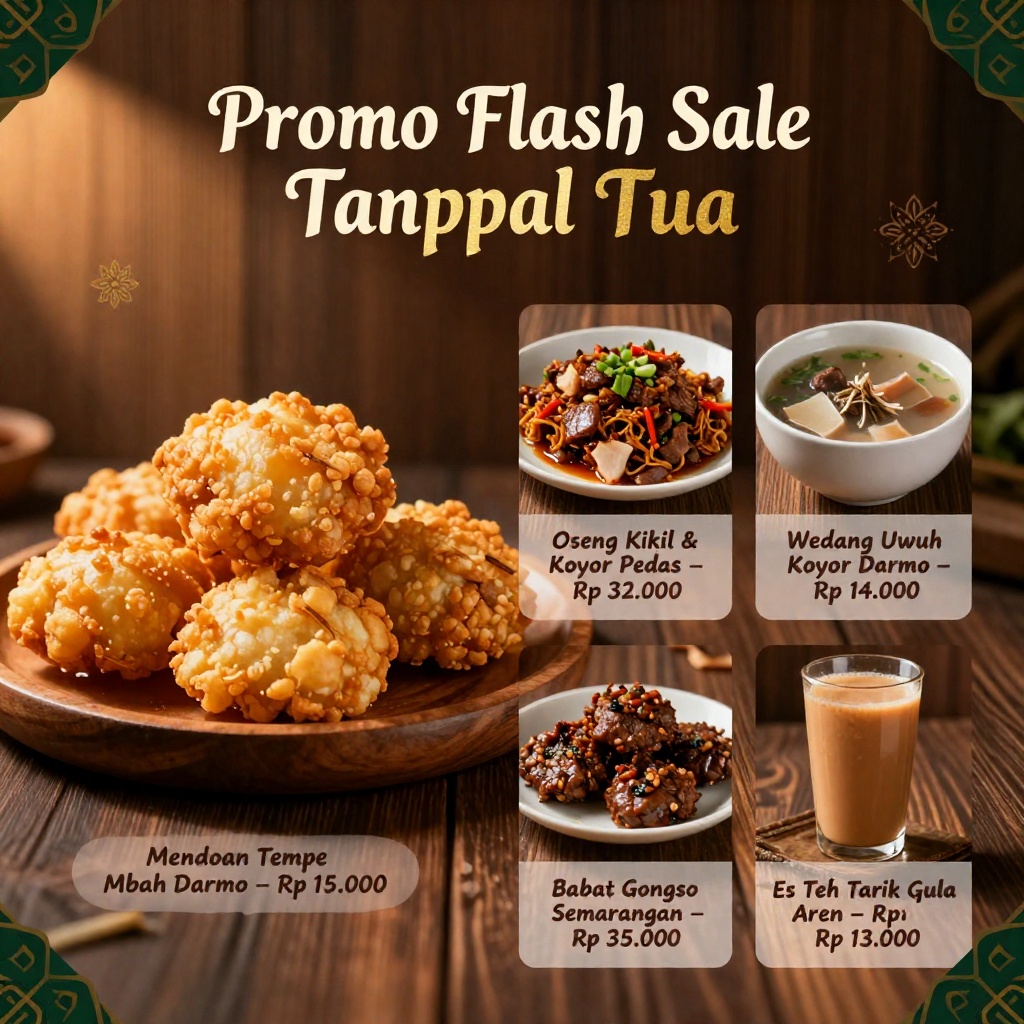 Promo Flash Sale
Tanppal Tua
Oseng Kikil &
Koyor Pedas –
Rp 32.000
Wedang Uwuh
Koyor Darmo –
Rp 14.000
Mendoan Tempe
Mbah Darmo – Rp 15.000
Babat Gongso
Semarangan –
Rp 35.000
Es Teh Tarik Gula
Aren – Rp
Rp 13.000